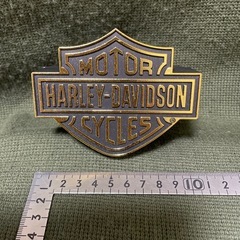 MOTOR
HARLEY-DAVIDSON
CYCLES
®
1 2 3 4 5 6 7 8 9 10
1
2